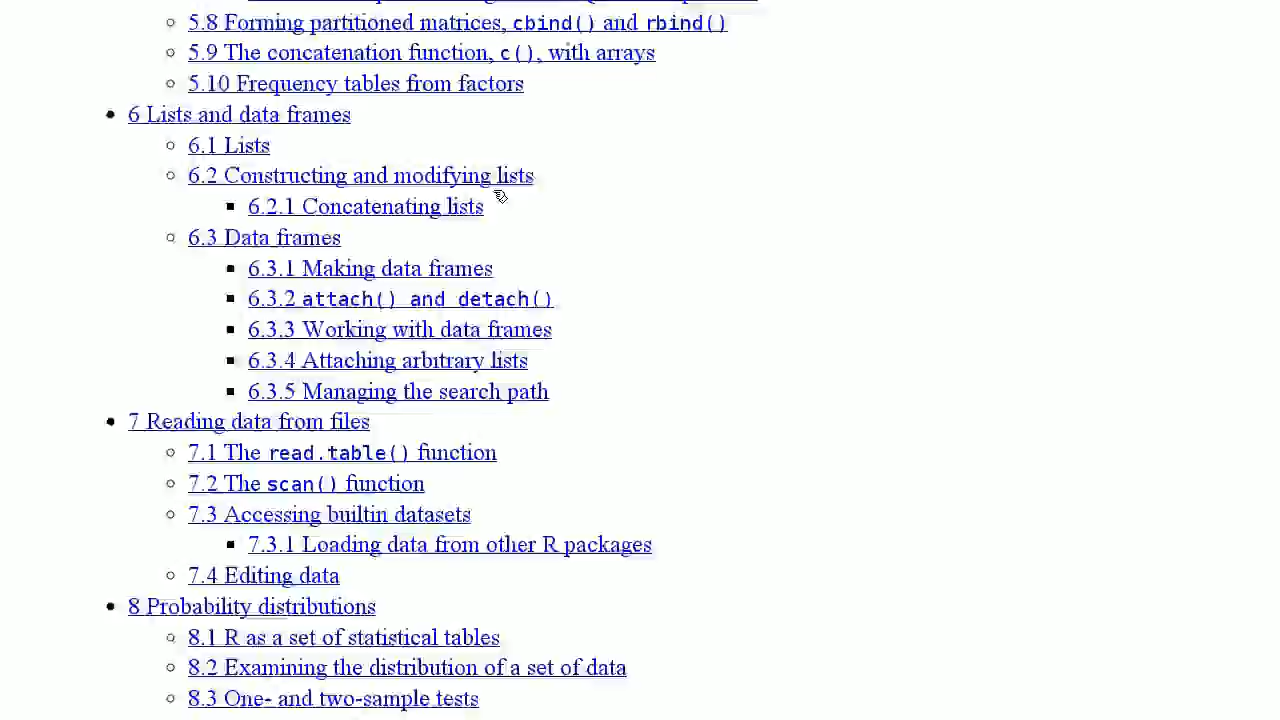 5.8 Forming partitioned matrices, cbind() and rbind()
5.9 The concatenation function, c(), with arrays
5.10 Frequency tables from factors
6 Lists and data frames
6.1 Lists
6.2 Constructing and modifying lists
6.2.1 Concatenating lists
6.3 Data frames
6.3.1 Making data frames
6.3.2 attach() and detach()
6.3.3 Working with data frames
6.3.4 Attaching arbitrary lists
6.3.5 Managing the search path
7 Reading data from files
7.1 The read.table() function
7.2 The scan() function
7.3 Accessing builtin datasets
7.3.1 Loading data from other R packages
7.4 Editing data
8 Probability distributions
8.1 R as a set of statistical tables
8.2 Examining the distribution of a set of data
8.3 One- and two-sample tests